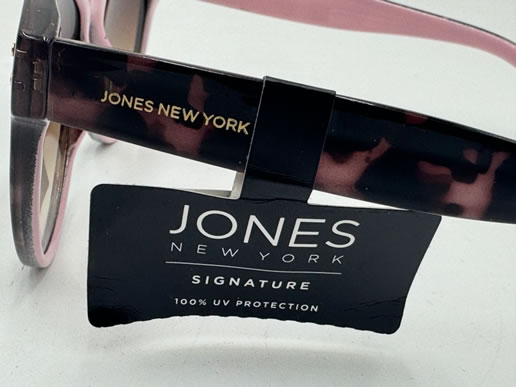 JONES NEW YORK
JONES
NEW YORK
SIGNATURE
100% UV PROTECTION